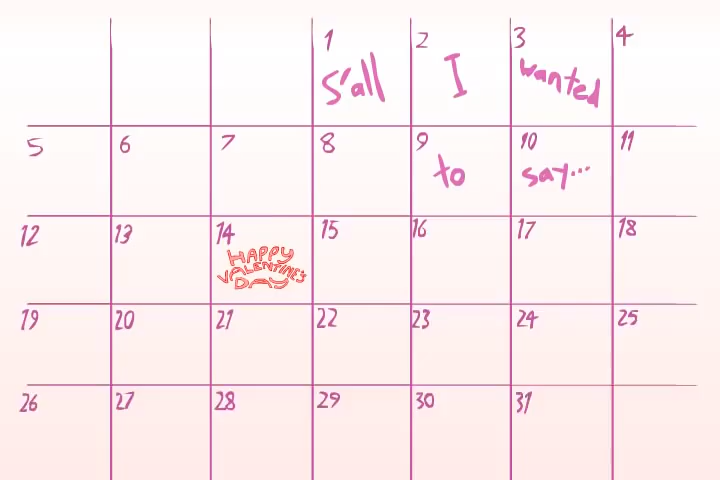 1 2 3 4
S'all I wanted
5 6 7 8 9 10 11
to say...
12 13 14 15 16 17 18
HAPPY
VALENTINE'S
DAY
19 20 21 22 23 24 25
26 27 28 29 30 31